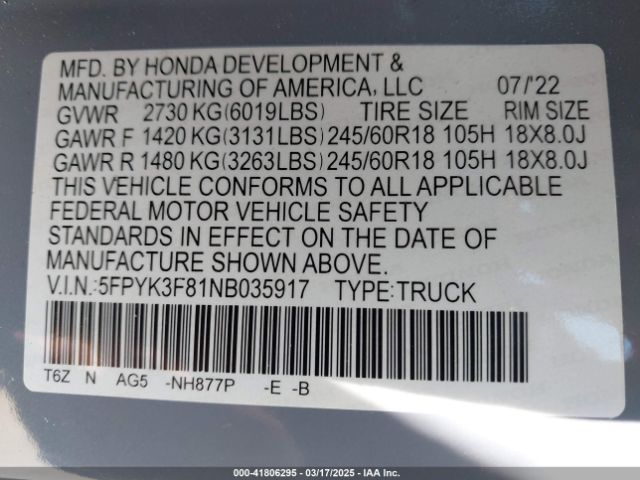 MFD. BY HONDA DEVELOPMENT &
MANUFACTURING OF AMERICA, LLC 07/'22
GVWR 2730 KG(6019LBS) TIRE SIZE RIM SIZE
GAWR F 1420 KG(3131LBS) 245/60R18 105H 18X8.0J
GAWR R 1480 KG(3263LBS) 245/60R18 105H 18X8.0J
THIS VEHICLE CONFORMS TO ALL APPLICABLE
FEDERAL MOTOR VEHICLE SAFETY
STANDARDS IN EFFECT ON THE DATE OF
MANUFACTURE SHOWN ABOVE.
V.I.N.:5FPYK3F81NB035917 TYPE:TRUCK
T6Z N AG5 -NH877P -E -B
000-41806295 - 03/17/2025 - IAAI.COM